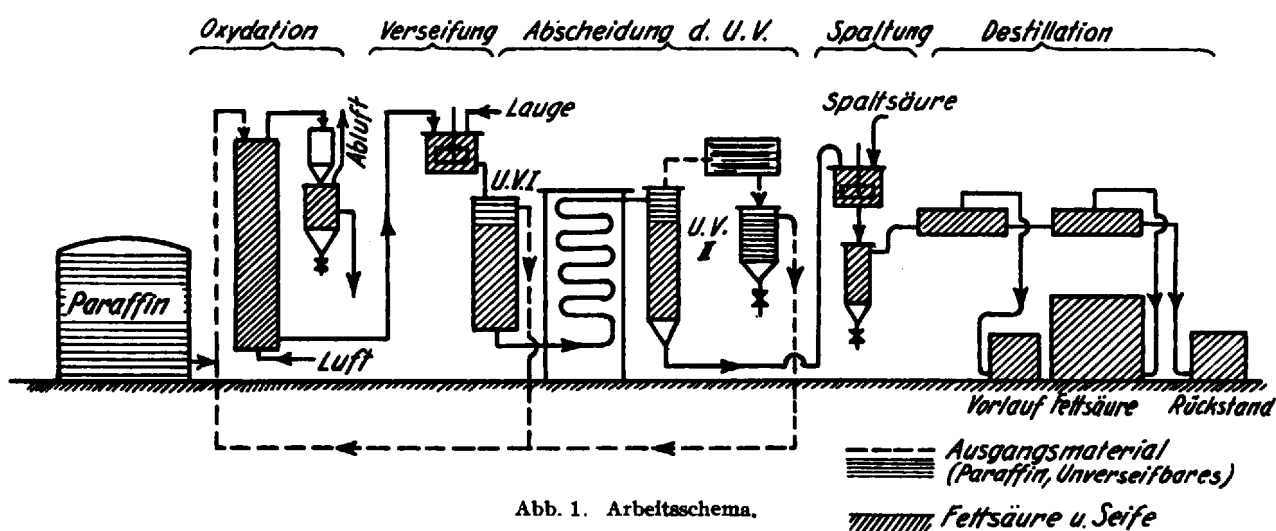 Oxydation
Verseifung
Abscheidung d. U.V.
Spaltung
Destillation
Spaltsäure
Lauge
Abluft
U.V.I
U.V.
II
Paraffin
Luft
Vorlauf
Fettsäure
Rückstand
Ausgangsmaterial
(Paraffin, Unverseifbares)
Fettsäure u. Seife
Abb. 1. Arbeitsschema.